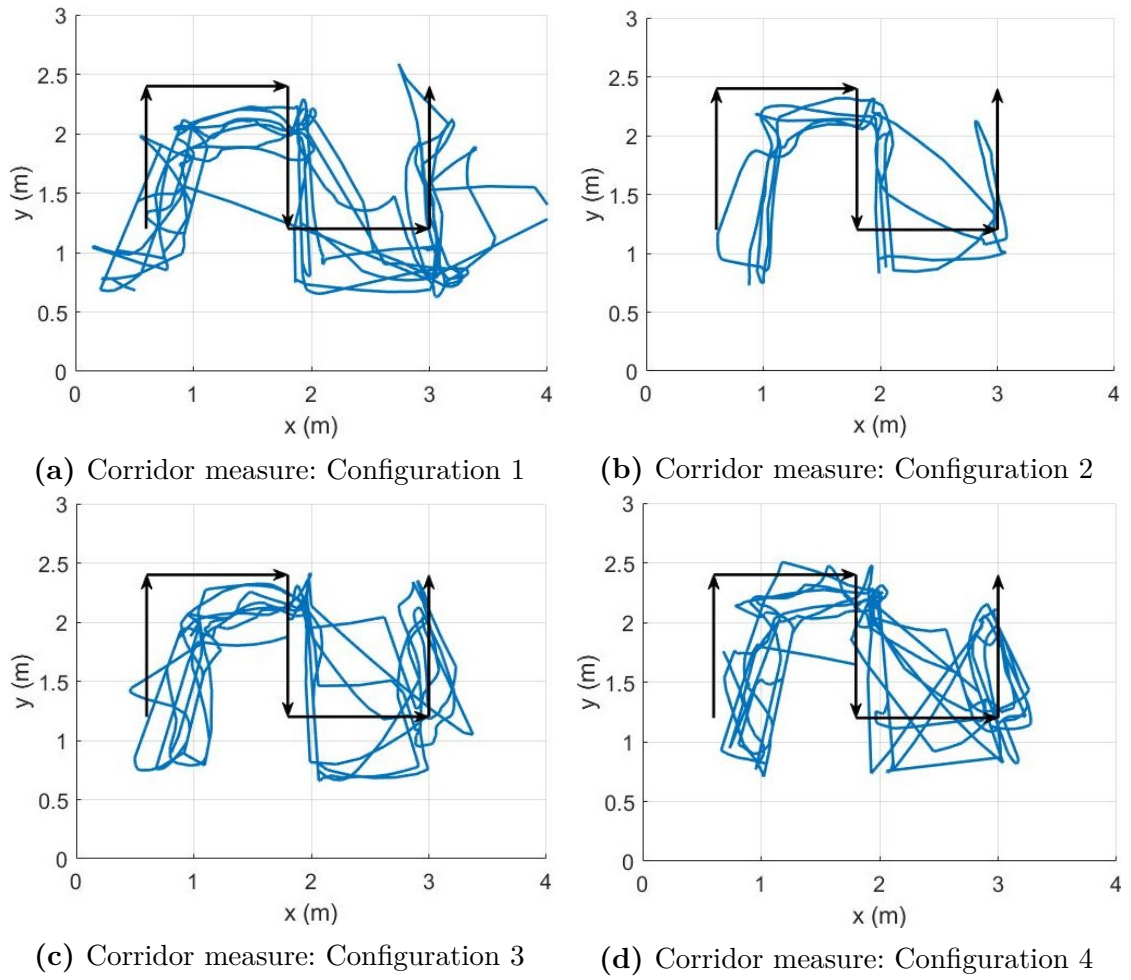 3
2.5
2
1.5
1
0.5
0
y (m)
0 1 2 3 4
x (m)
(a) Corridor measure: Configuration 1
3
2.5
2
1.5
1
0.5
0
y (m)
0 1 2 3 4
x (m)
(b) Corridor measure: Configuration 2
3
2.5
2
1.5
1
0.5
0
y (m)
0 1 2 3 4
x (m)
(c) Corridor measure: Configuration 3
3
2.5
2
1.5
1
0.5
0
y (m)
0 1 2 3 4
x (m)
(d) Corridor measure: Configuration 4